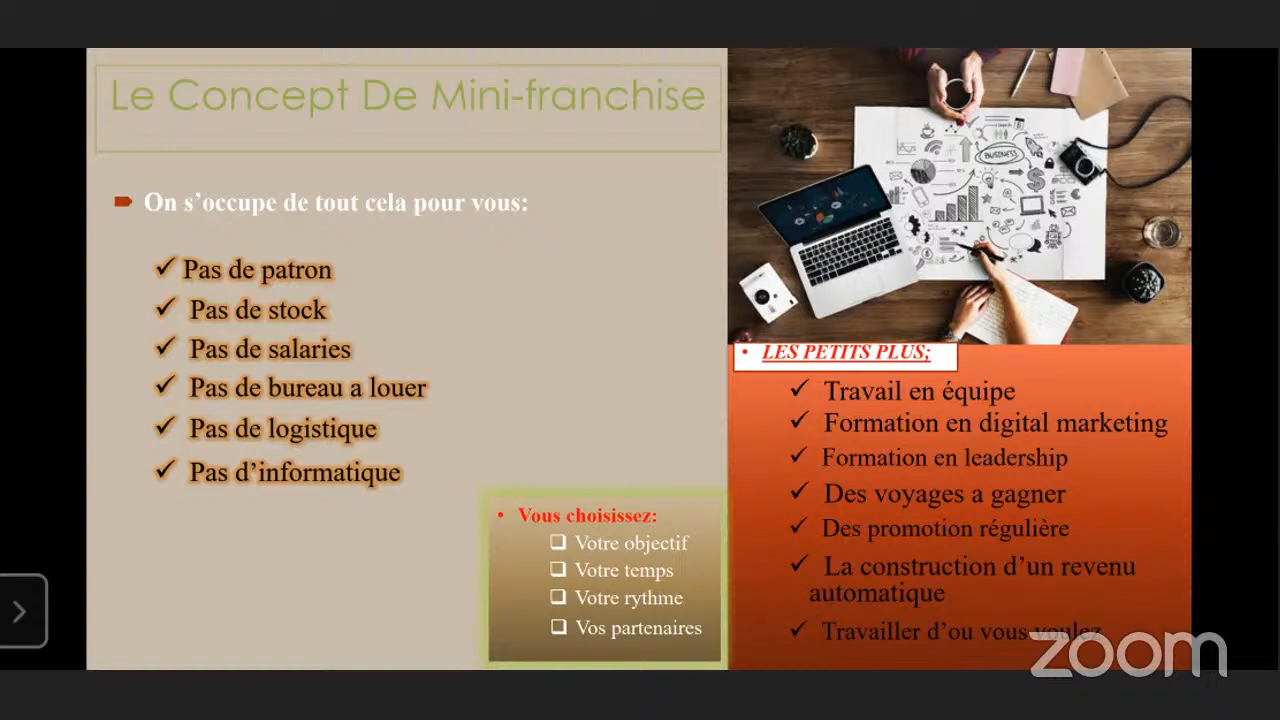 Le Concept De Mini-franchise
On s’occupe de tout cela pour vous:
✓ Pas de patron
✓ Pas de stock
✓ Pas de salaries
✓ Pas de bureau a louer
✓ Pas de logistique
✓ Pas d’informatique
• Vous choisissez:
❑ Votre objectif
❑ Votre temps
❑ Votre rythme
❑ Vos partenaires
BUSINESS
• LES PETITS PLUS;
✓ Travail en équipe
✓ Formation en digital marketing
✓ Formation en leadership
✓ Des voyages a gagner
✓ Des promotion régulière
✓ La construction d’un revenu
automatique
✓ Travailler d’ou vous voulez
zoom